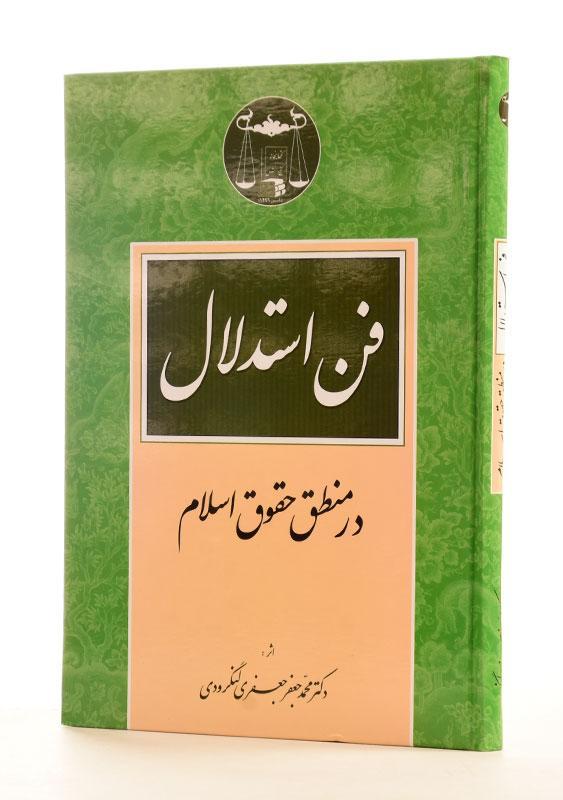 فن استدلال
در منطق حقوق اسلام
اثر:
دکتر محمد جعفر جعفری لنگرودی